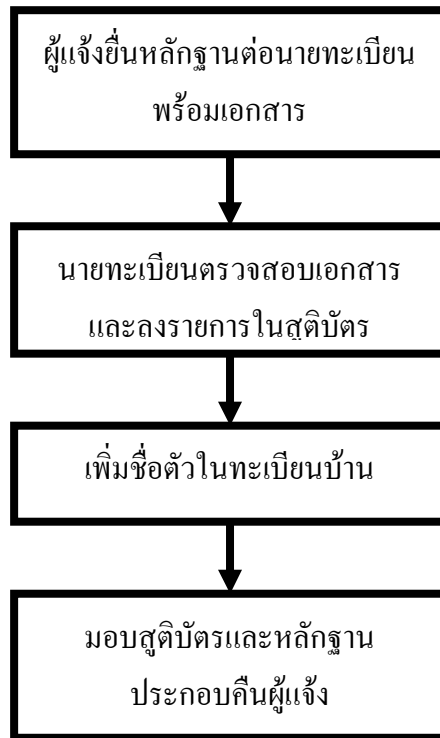 ผู้แจ้งยื่นหลักฐานต่อนายทะเบียน
พร้อมเอกสาร
นายทะเบียนตรวจสอบเอกสาร
และลงรายการในสูติบัตร
เพิ่มชื่อตัวในทะเบียนบ้าน
มอบสูติบัตรและหลักฐาน
ประกอบคืนผู้แจ้ง